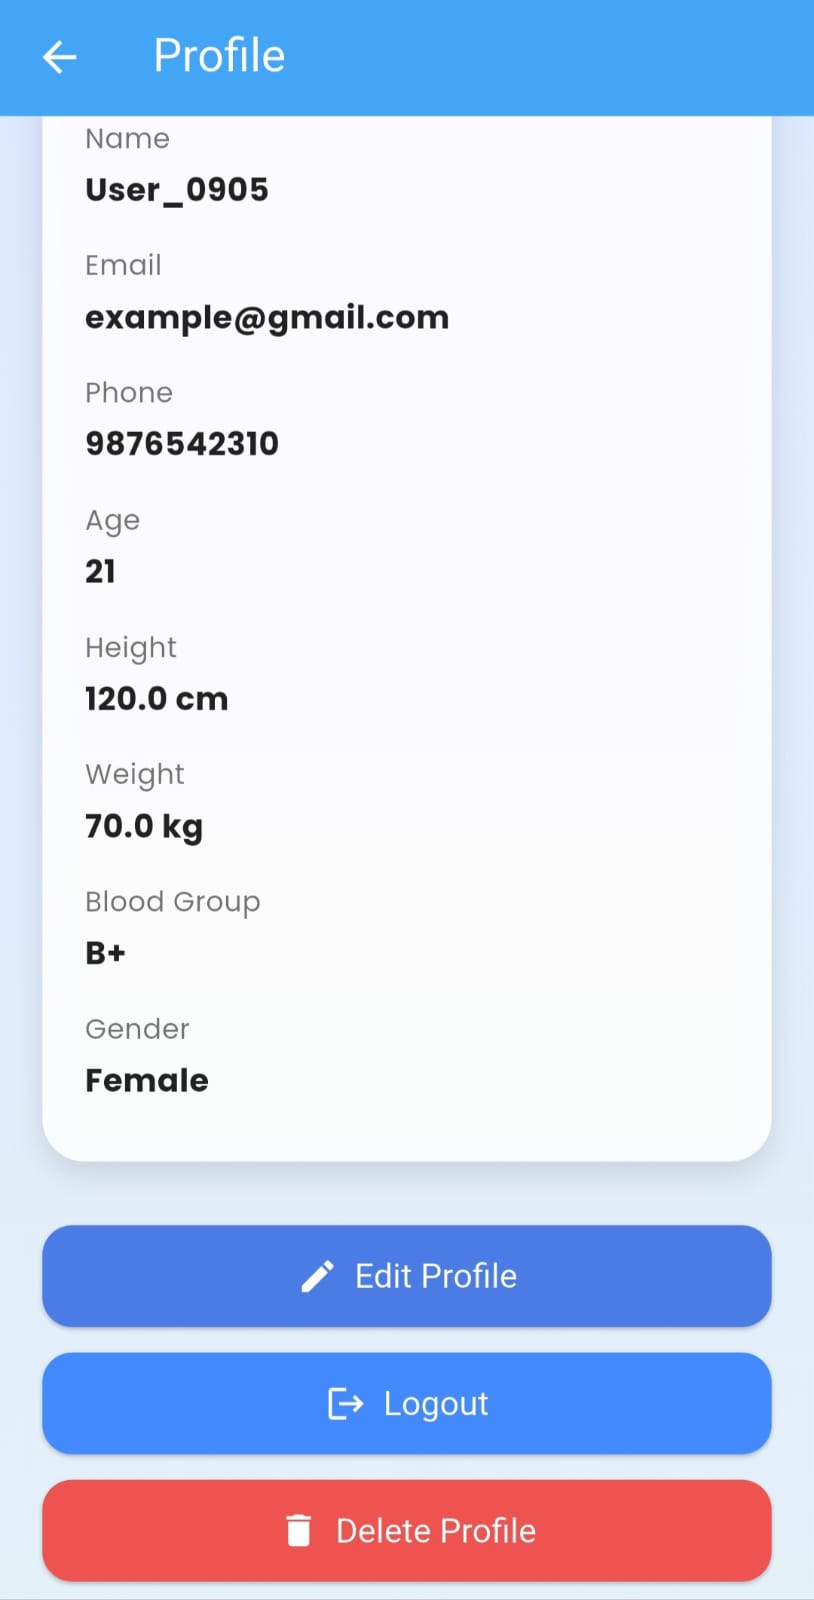 Profile
Name
User_0905
Email
example@gmail.com
Phone
9876542310
Age
21
Height
120.0 cm
Weight
70.0 kg
Blood Group
B+
Gender
Female
Edit Profile
Logout
Delete Profile